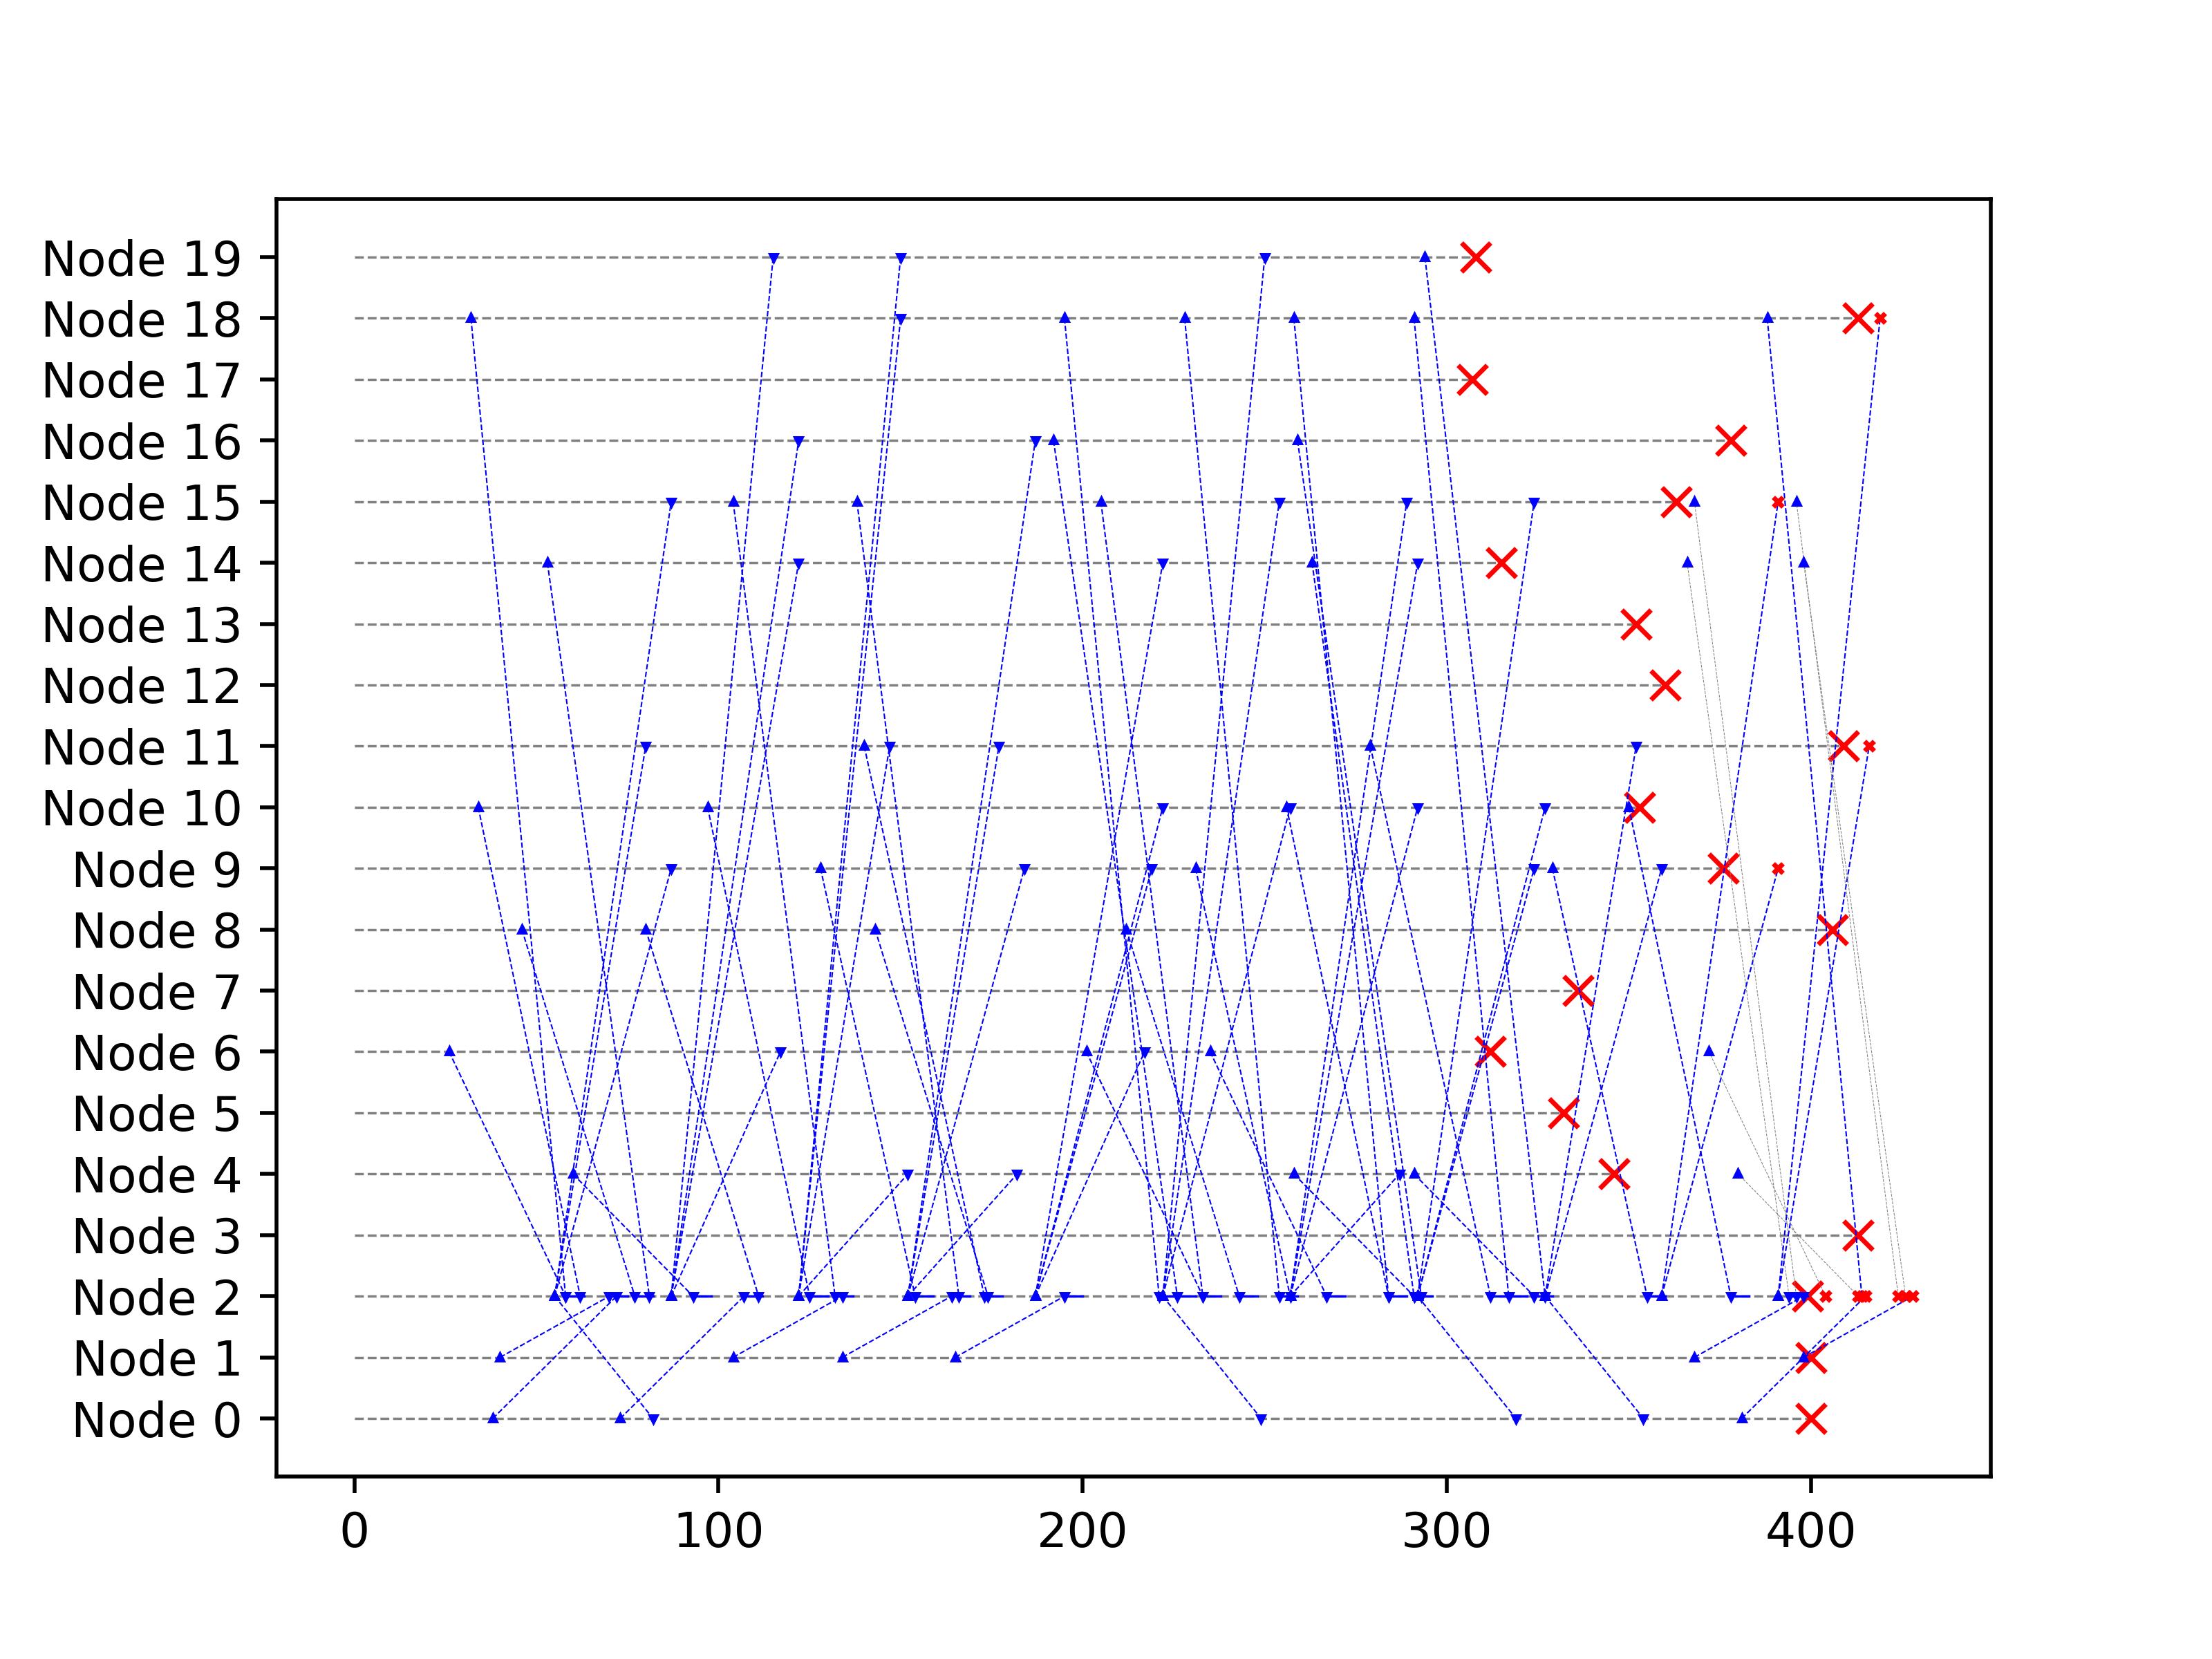 Node 19
Node 18
Node 17
Node 16
Node 15
Node 14
Node 13
Node 12
Node 11
Node 10
Node 9
Node 8
Node 7
Node 6
Node 5
Node 4
Node 3
Node 2
Node 1
Node 0
0 100 200 300 400